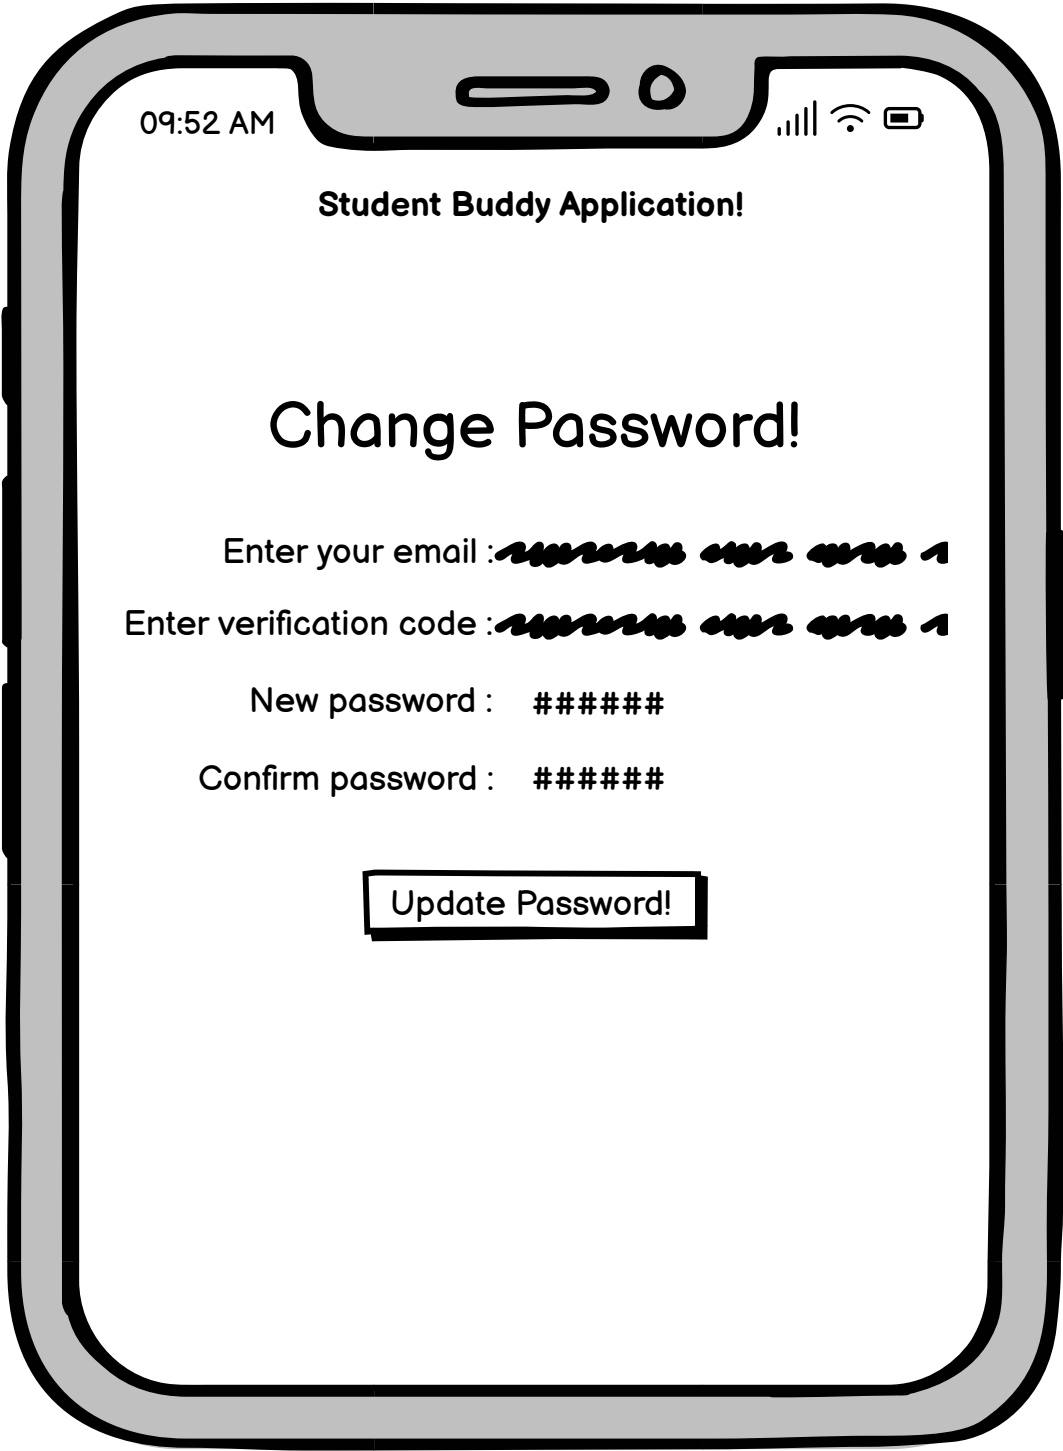 09:52 AM
Student Buddy Application!
Change Password!
Enter your email :
Enter verification code :
New password : ######
Confirm password : ######
Update Password!